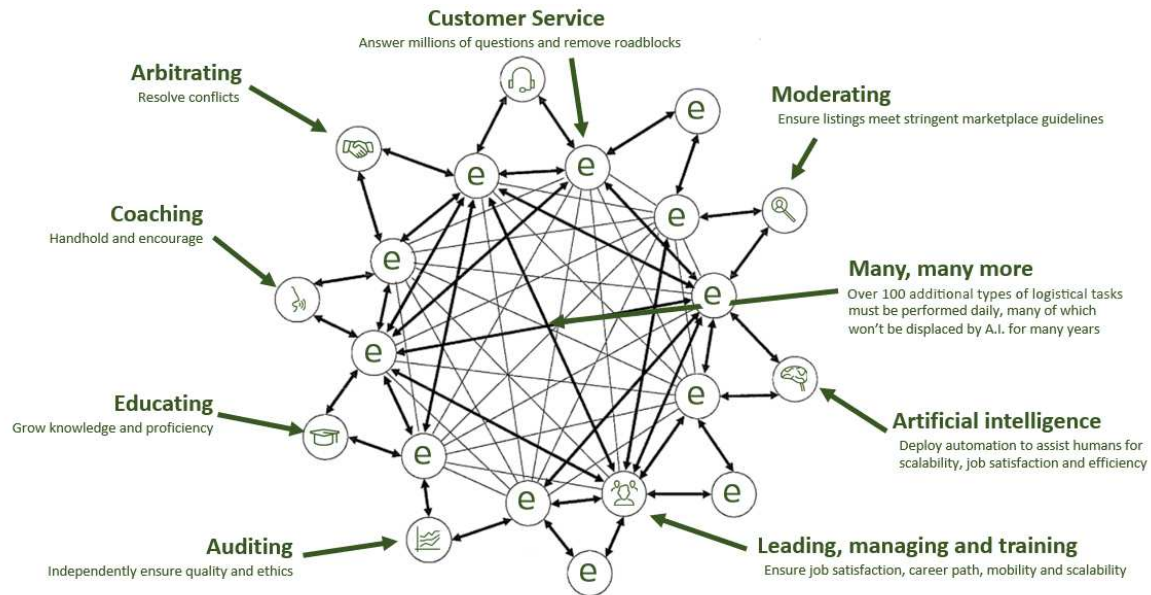 Customer Service
Answer millions of questions and remove roadblocks
Arbitrating
Resolve conflicts
Moderating
Ensure listings meet stringent marketplace guidelines
Coaching
Handhold and encourage
Many, many more
Over 100 additional types of logistical tasks
must be performed daily, many of which
won't be displaced by A.I. for many years
Educating
Grow knowledge and proficiency
Artificial intelligence
Deploy automation to assist humans for
scalability, job satisfaction and efficiency
Auditing
Independently ensure quality and ethics
Leading, managing and training
Ensure job satisfaction, career path, mobility and scalability
e
e
e
e
e
e
e
e
e
e
e
e